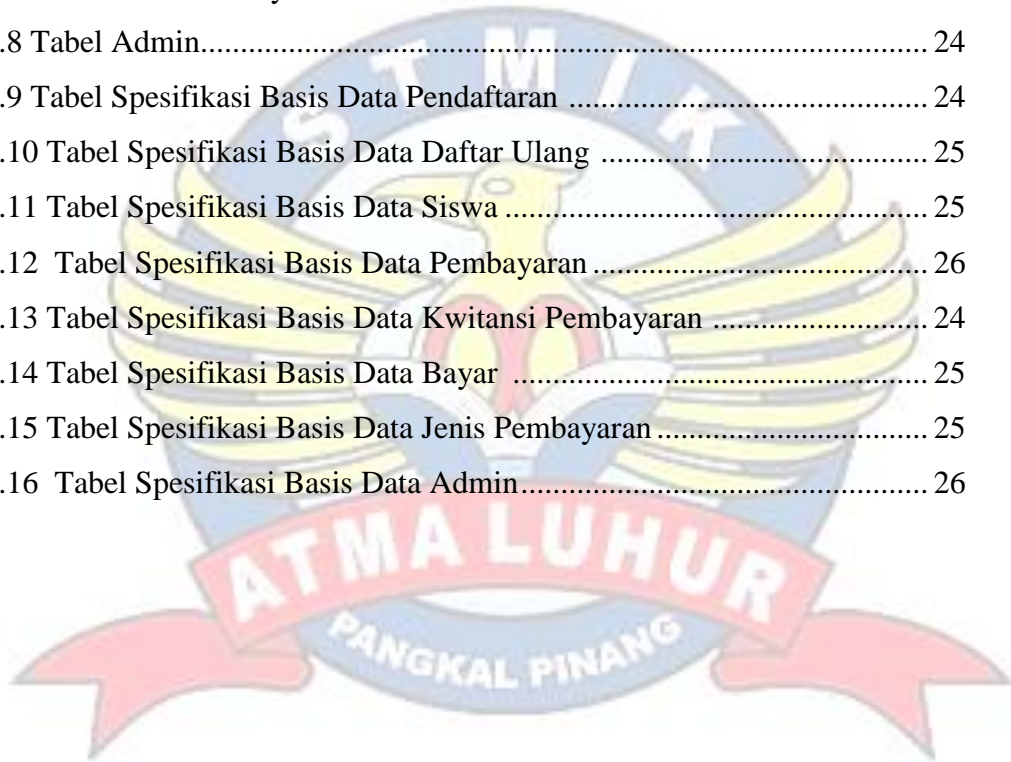 .8 Tabel Admin.......................................................................................... 24
.9 Tabel Spesifikasi Basis Data Pendaftaran ............................................. 24
.10 Tabel Spesifikasi Basis Data Daftar Ulang ......................................... 25
.11 Tabel Spesifikasi Basis Data Siswa ..................................................... 25
.12  Tabel Spesifikasi Basis Data Pembayaran .......................................... 26
.13 Tabel Spesifikasi Basis Data Kwitansi Pembayaran ........................... 24
.14 Tabel Spesifikasi Basis Data Bayar .................................................... 25
.15 Tabel Spesifikasi Basis Data Jenis Pembayaran .................................. 25
.16  Tabel Spesifikasi Basis Data Admin................................................... 26
STMIK
ATMA LUHUR
PANGKAL PINANG